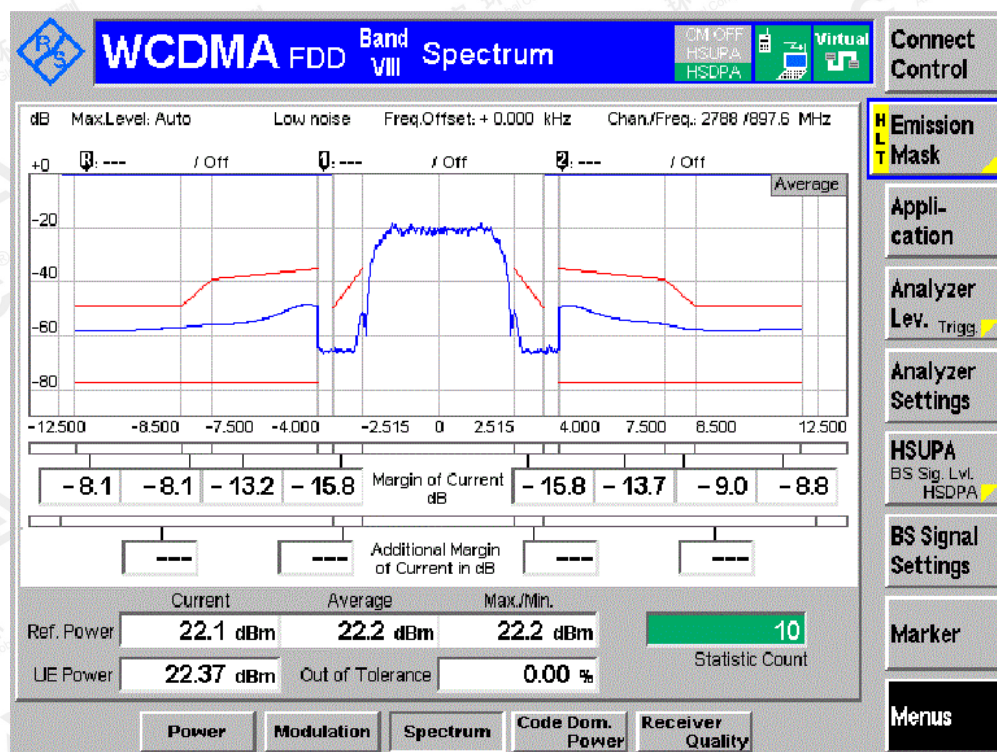 R&S
WCDMA FDD Band VIII Spectrum
CM OFF
HSUPA
HSDPA
Virtual
Connect Control
dB Max.Level: Auto Low noise Freq.Offset: + 0.000 kHz Chan./Freq.: 2788 /897.6 MHz
HLT
Emission Mask
+0 R: --- / Off 1: --- / Off 2: --- / Off
Average
-20
-40
-60
-80
Appli-
cation
Analyzer
Lev. Trigg.
Analyzer
Settings
-12.500 -8.500 -7.500 -4.000 -2.515 0 2.515 4.000 7.500 8.500 12.500
HSUPA
BS Sig. Lvl.
HSDPA
- 8.1 - 8.1 - 13.2 - 15.8 Margin of Current dB - 15.8 - 13.7 - 9.0 - 8.8
--- --- Additional Margin of Current in dB --- ---
BS Signal
Settings
Current Average Max./Min.
Ref. Power 22.1 dBm 22.2 dBm 22.2 dBm 10
Statistic Count
UE Power 22.37 dBm Out of Tolerance 0.00 %
Marker
Power Modulation Spectrum Code Dom. Power Receiver Quality
Menus